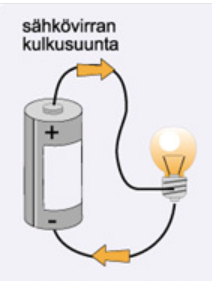 sähkövirran
kulkusuunta
+
-